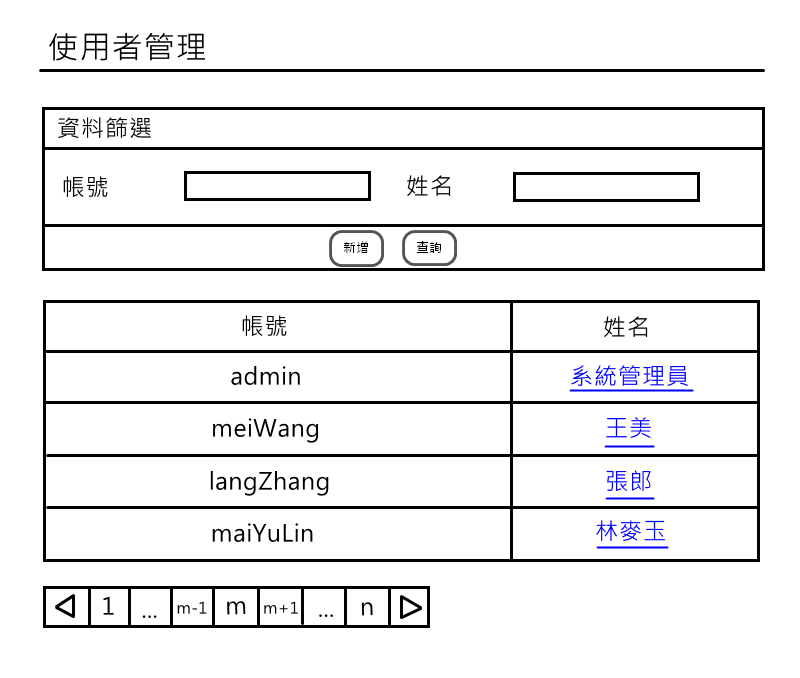 使用者管理
資料篩選
帳號 姓名
新增 查詢
帳號 姓名
admin 系統管理員
meiWang 王美
langZhang 張郎
maiYuLin 林麥玉
1 ... m-1 m m+1 ... n